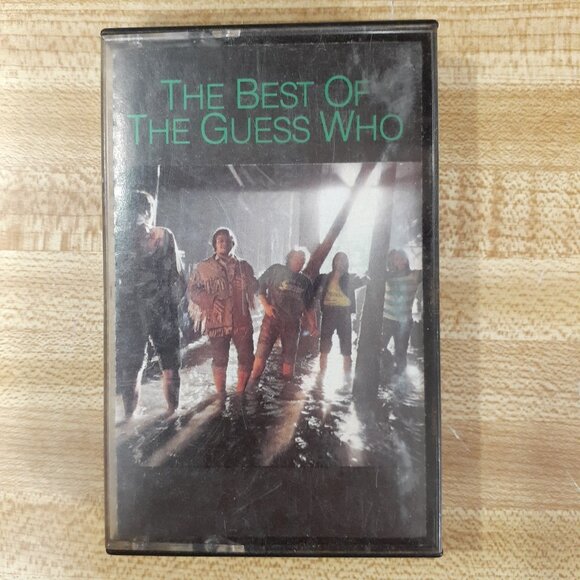 THE BEST OF
THE GUESS WHO